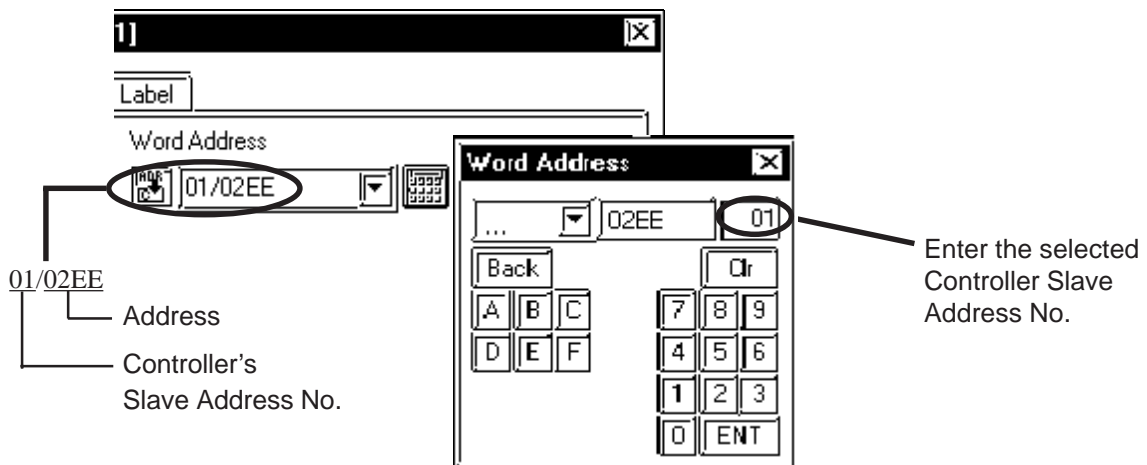 1]
Label
Word Address
01/02EE
Word Address
... 02EE 01
Back Clr
A B C 7 8 9
D E F 4 5 6
1 2 3
0 ENT
01/02EE
Address
Controller's
Slave Address No.
Enter the selected
Controller Slave
Address No.